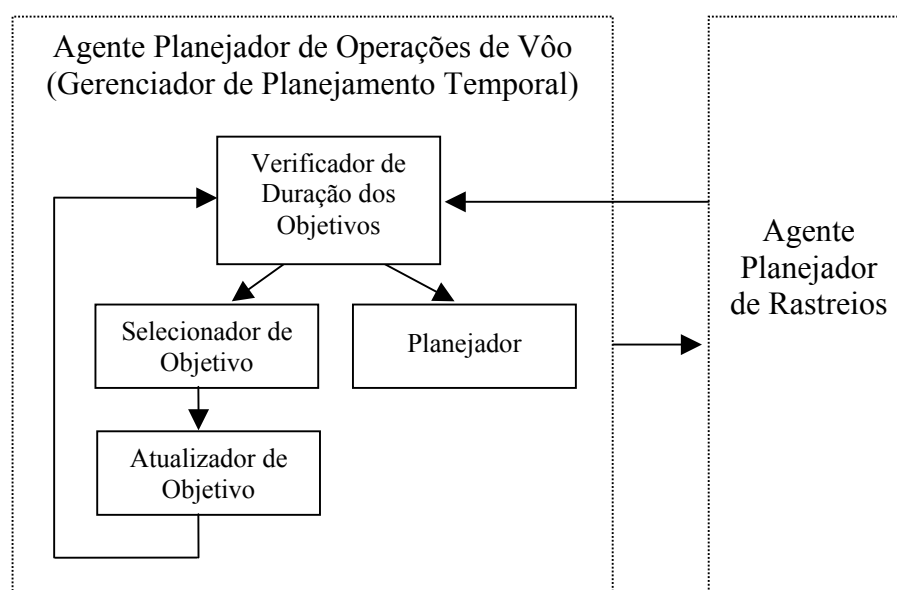 Agente Planejador de Operações de Vôo
(Gerenciador de Planejamento Temporal)
Verificador de
Duração dos
Objetivos
Selecionador de
Objetivo
Planejador
Atualizador de
Objetivo
Agente
Planejador
de Rastreios